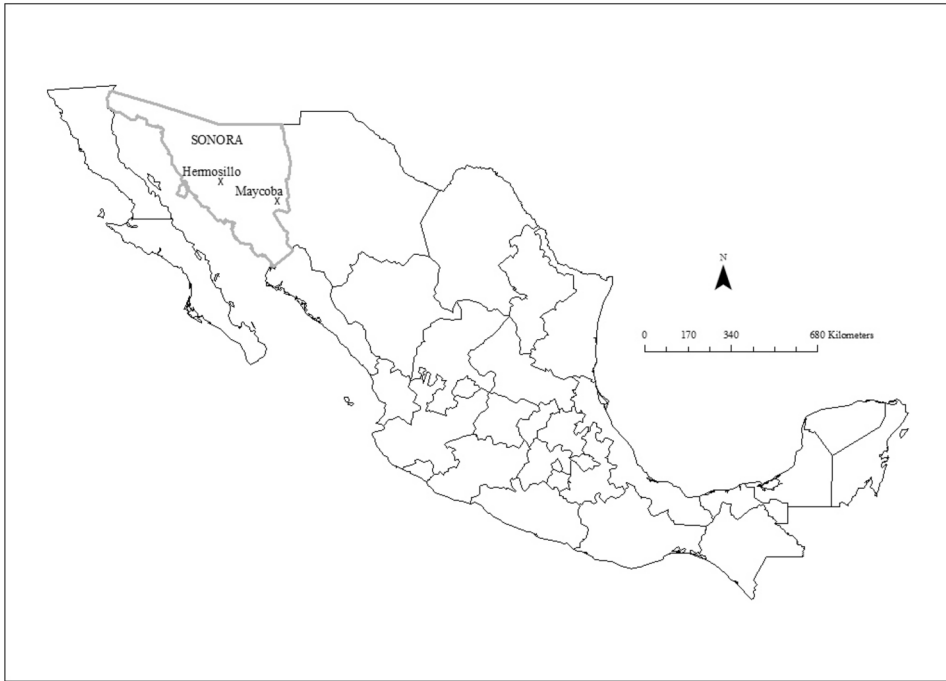 SONORA
Hermosillo
X
Maycoba
X
N
0 170 340 680 Kilometers